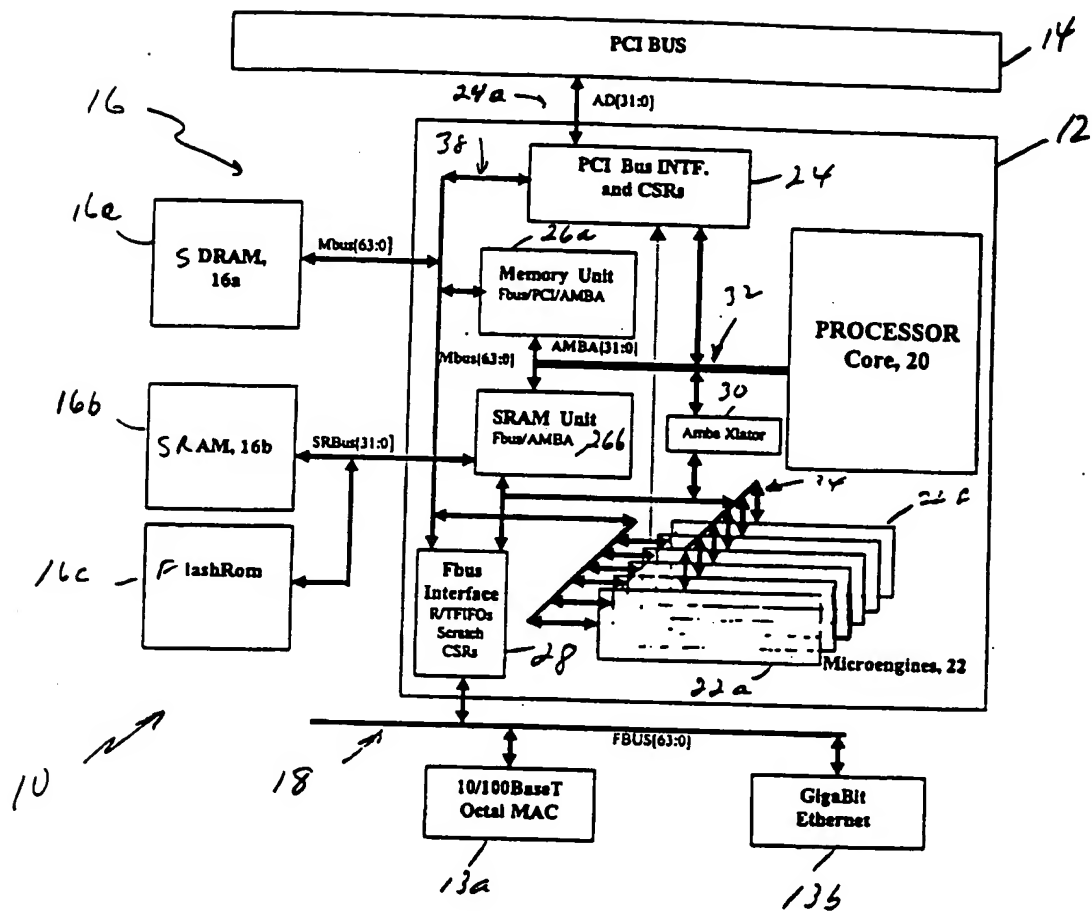 PCI BUS
14
24a
AD[31:0]
16
12
38
PCI Bus INTF.
and CSRs
24
16a
S DRAM,
16a
Mbus[63:0]
26a
Memory Unit
Fbus/PCI/AMBA
32
PROCESSOR
Core, 20
Mbus[63:0]
AMBA[31:0]
30
16b
SRAM, 16b
SRBus[31:0]
SRAM Unit
Fbus/AMBA
26b
Amba Xlator
34
22f
16c
FlashRom
Fbus
Interface
R/TFIFOs
Scratch
CSRs
28
Microengines, 22
22a
10
18
FBUS[63:0]
10/100BaseT
Octal MAC
GigaBit
Ethernet
13a
13b